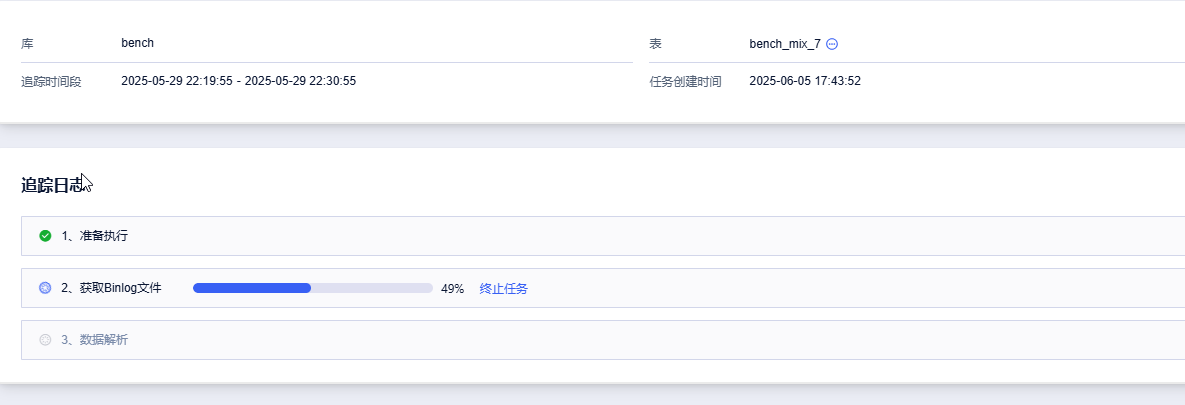 库 bench 表 bench_mix_7
追踪时间段 2025-05-29 22:19:55 - 2025-05-29 22:30:55 任务创建时间 2025-06-05 17:43:52
追踪日志
1、准备执行
2、获取Binlog文件 49% 终止任务
3、数据解析